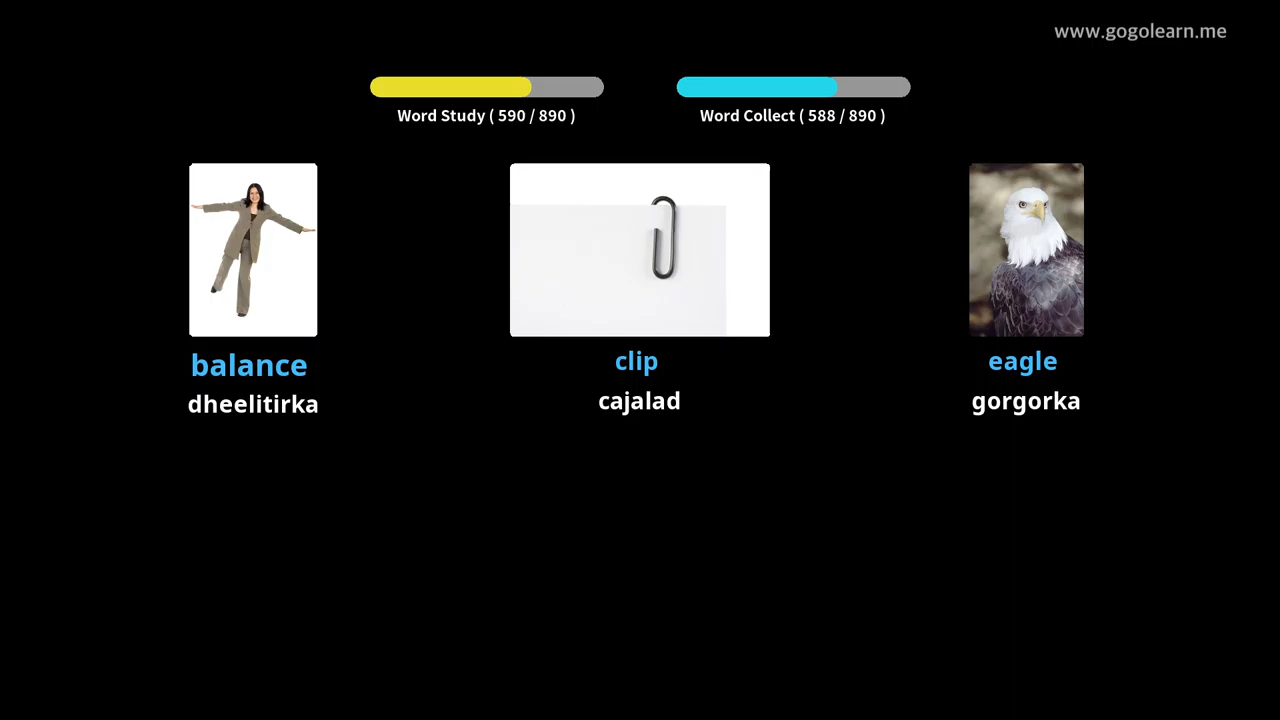 www.gogolearn.me
Word Study ( 590 / 890 )
Word Collect ( 588 / 890 )
balance
dheelitirka
clip
cajalad
eagle
gorgorka